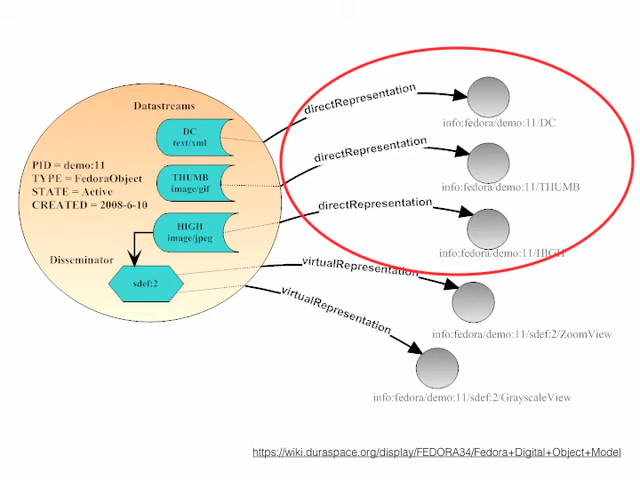 Datastreams
DC
text/xml
PID = demo:11
TYPE = FedoraObject
STATE = Active
CREATED = 2008-6-10
THUMB
image/gif
HIGH
image/jpeg
Disseminator
sdef:2
directRepresentation
info:fedora/demo:11/DC
directRepresentation
info:fedora/demo:11/THUMB
directRepresentation
info:fedora/demo:11/HIGH
virtualRepresentation
info:fedora/demo:11/sdef:2/ZoomView
virtualRepresentation
info:fedora/demo:11/sdef:2/GrayscaleView
https://wiki.duraspace.org/display/FEDORA34/Fedora+Digital+Object+Model